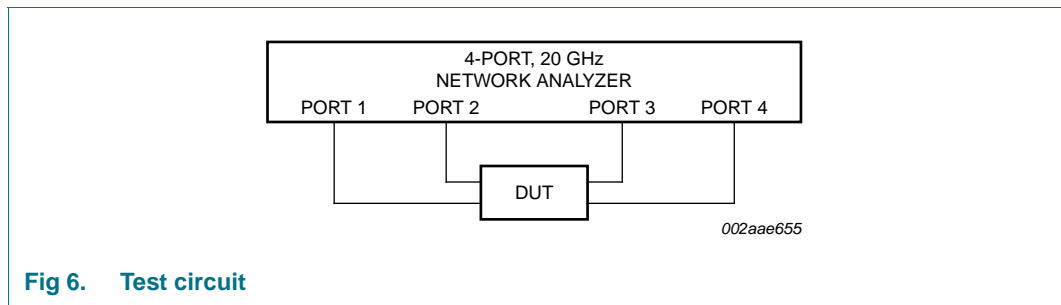 4-PORT, 20 GHz
NETWORK ANALYZER
PORT 1 PORT 2 PORT 3 PORT 4
DUT
002aae655
Fig 6. Test circuit